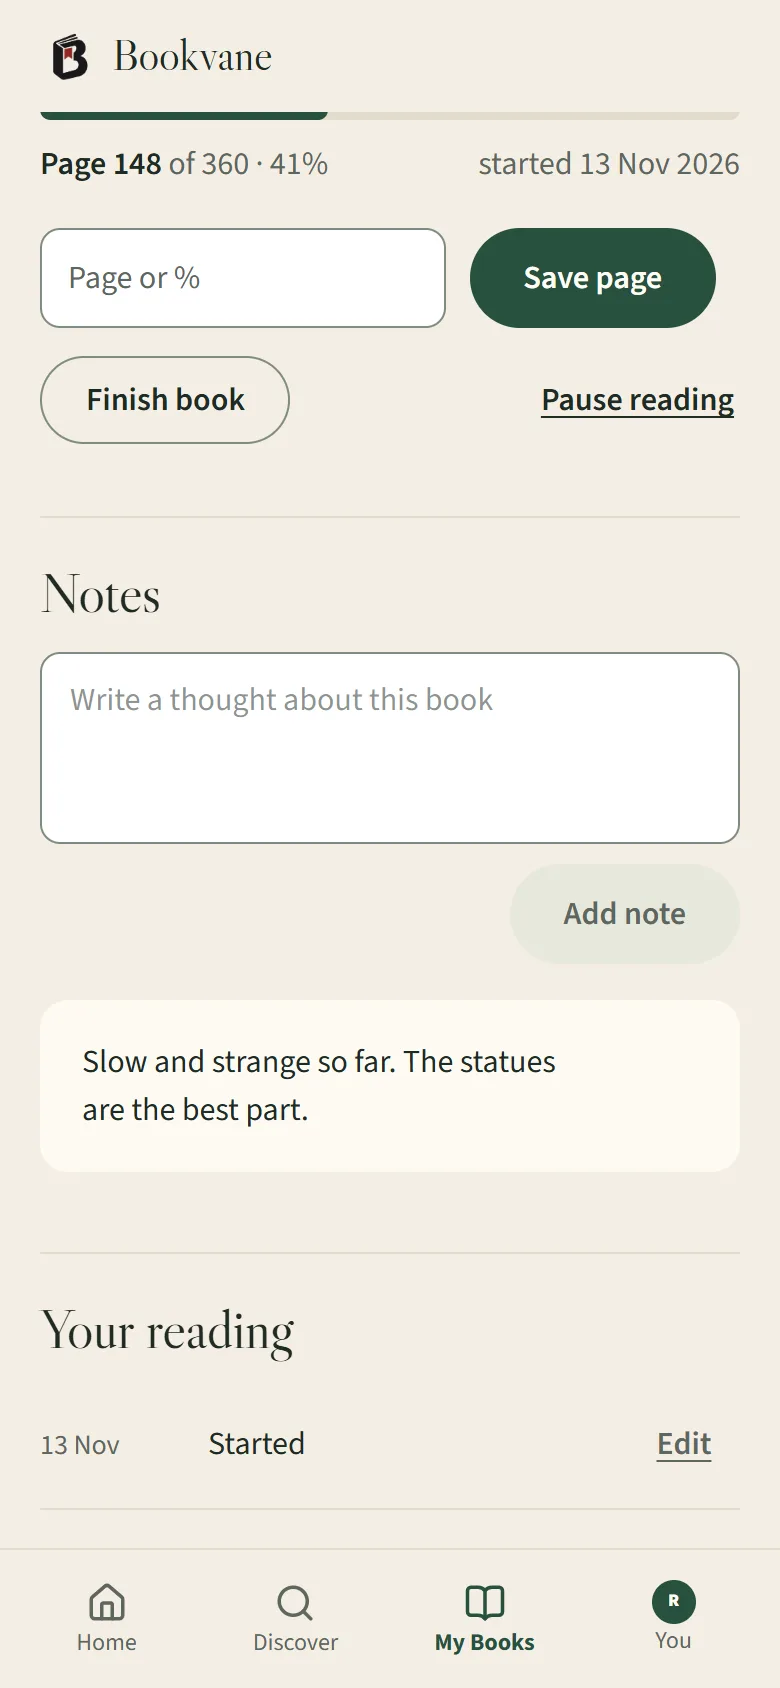 Bookvane
Page 148 of 360 · 41%
started 13 Nov 2026
Page or %
Save page
Finish book
Pause reading
Notes
Write a thought about this book
Add note
Slow and strange so far. The statues
are the best part.
Your reading
13 Nov
Started
Edit
Home
Discover
My Books
R
You